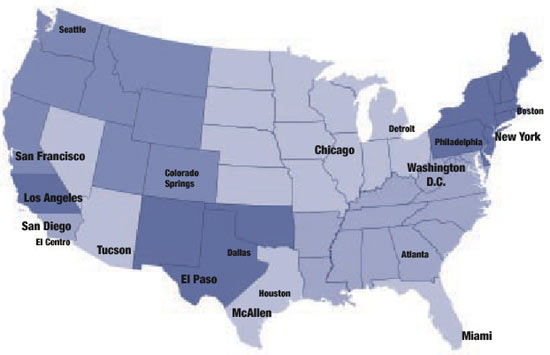 Seattle
Boston
Detroit
Philadelphia
New York
Chicago
San Francisco
Washington
D.C.
Colorado
Springs
Los Angeles
San Diego
El Centro
Tucson
Dallas
Atlanta
El Paso
Houston
McAllen
Miami